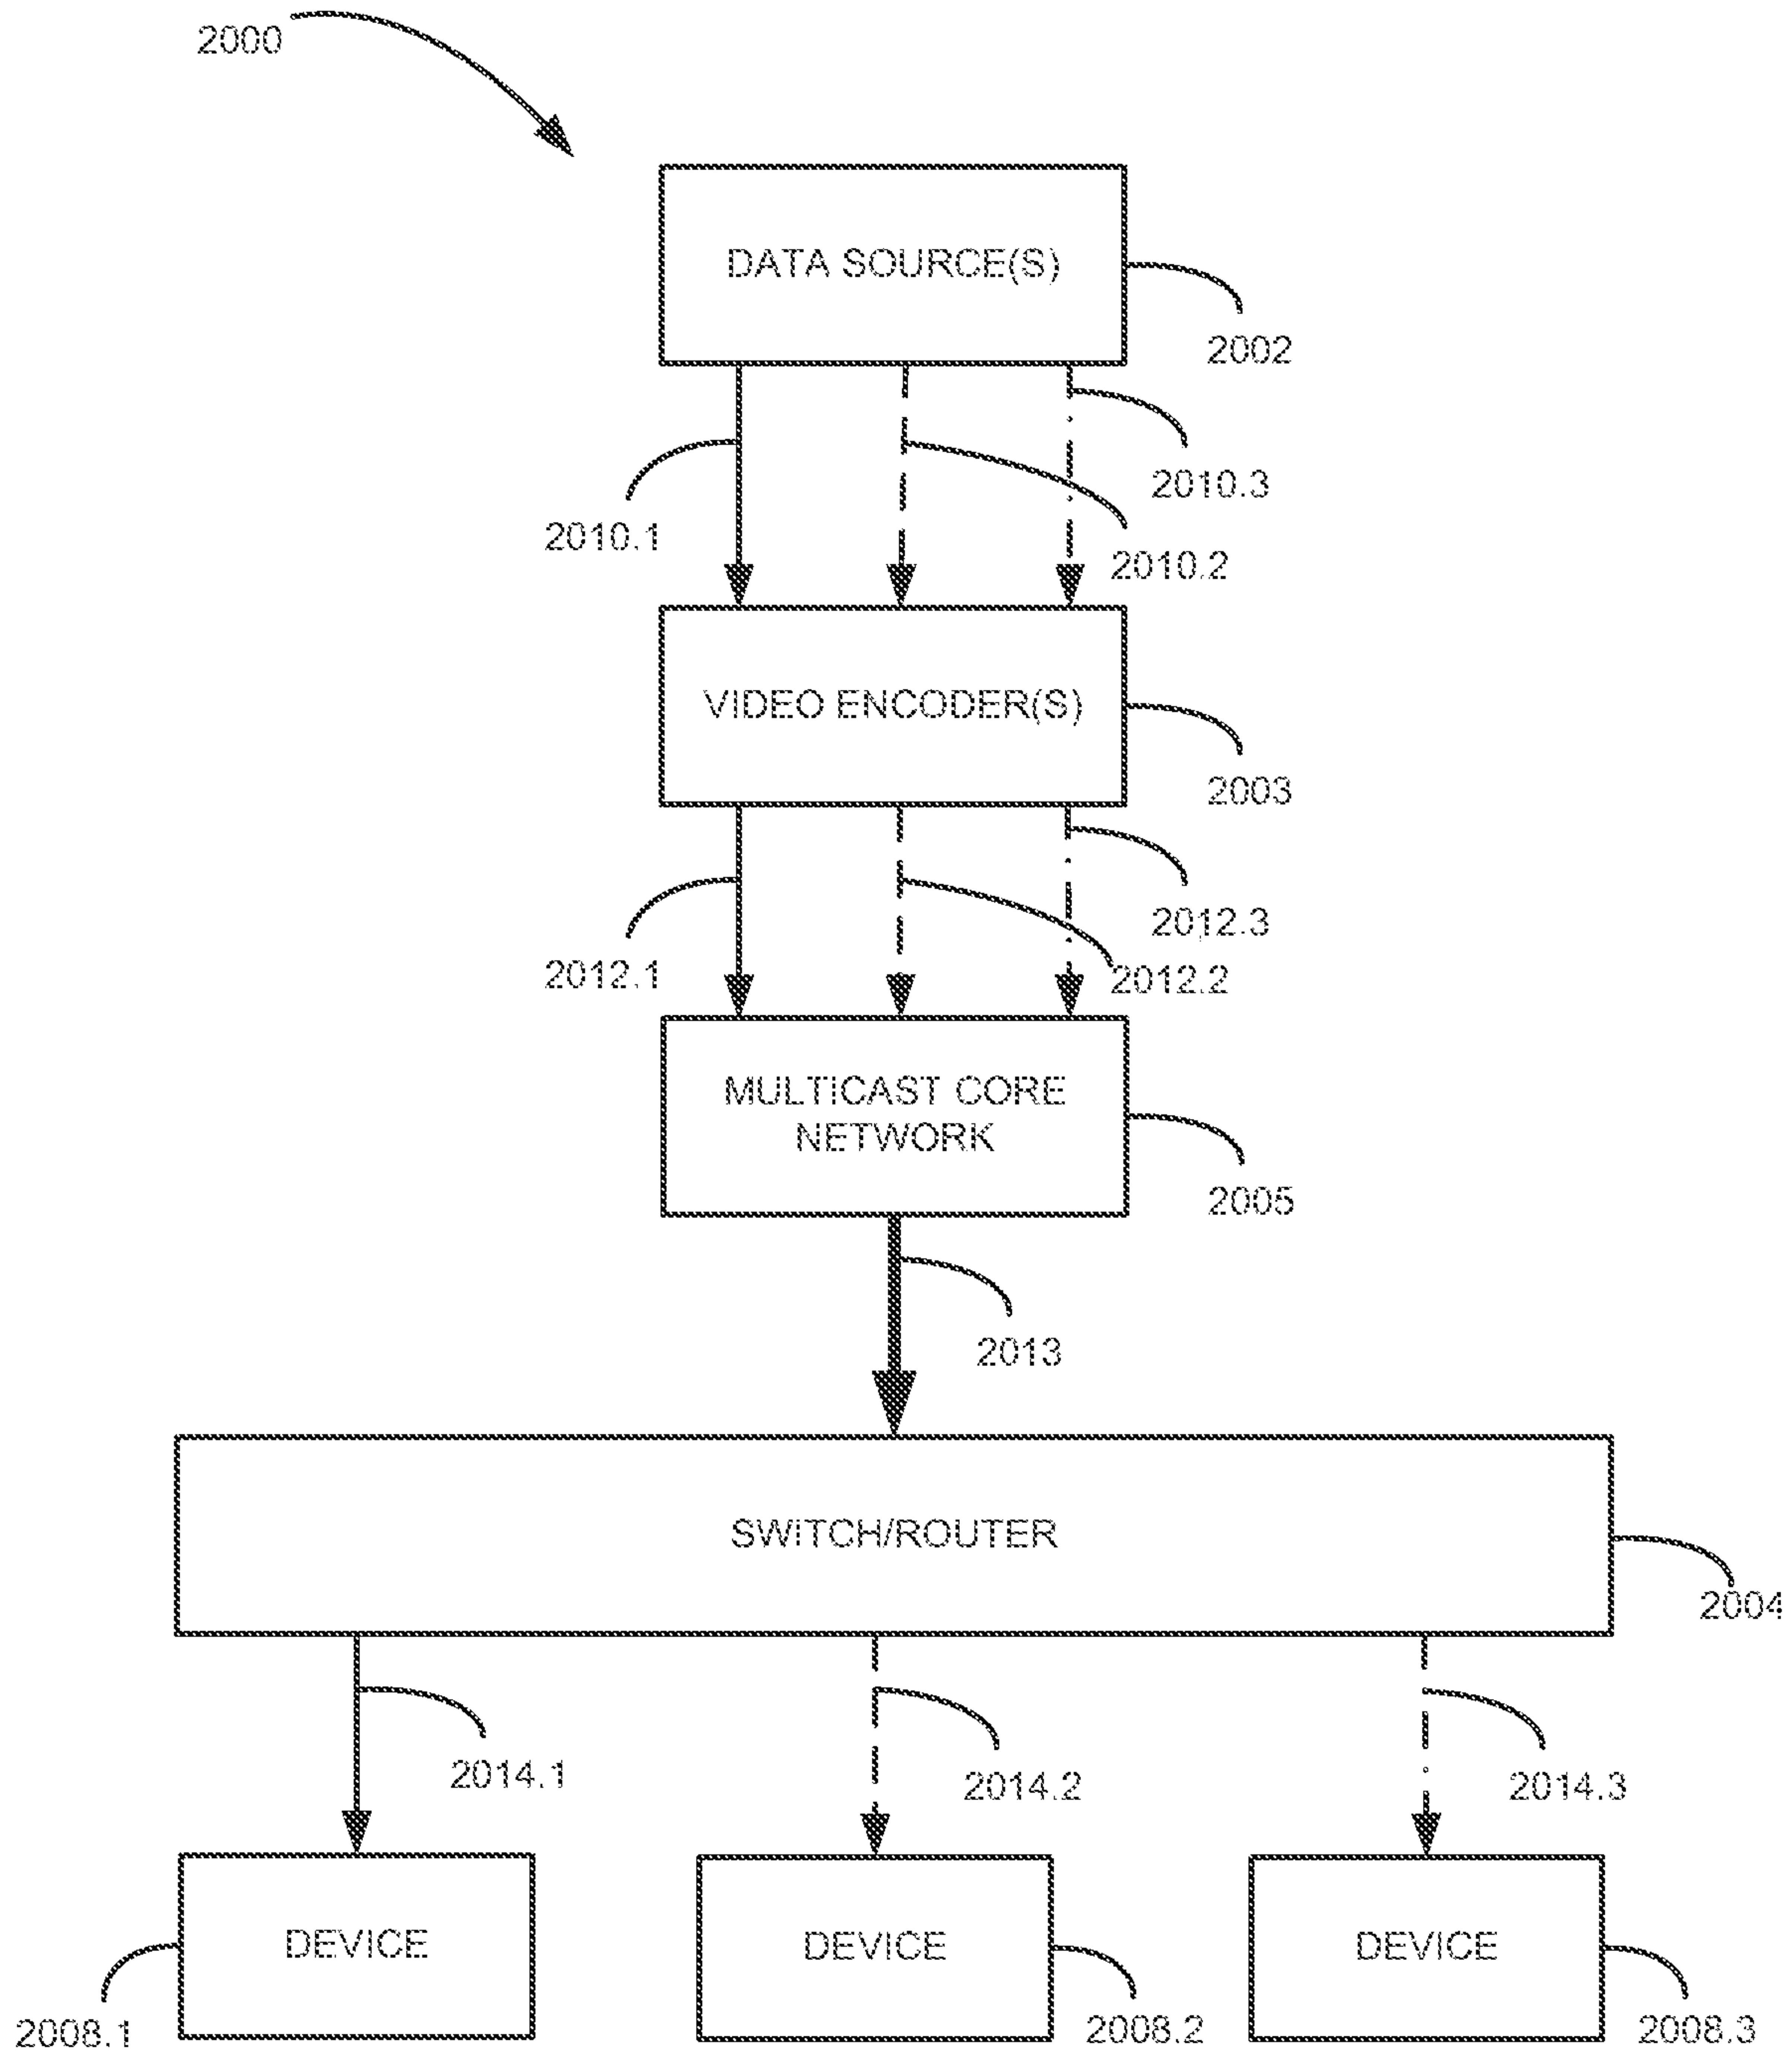 2000
DATA SOURCE(S)
2002
2010.3
2010.1
2010.2
VIDEO ENCODER(S)
2003
2012.3
2012.1
2012.2
MULTICAST CORE
NETWORK
2005
2013
SWITCH/ROUTER
2004
2014.1
2014.2
2014.3
DEVICE
DEVICE
DEVICE
2008.1
2008.2
2008.3